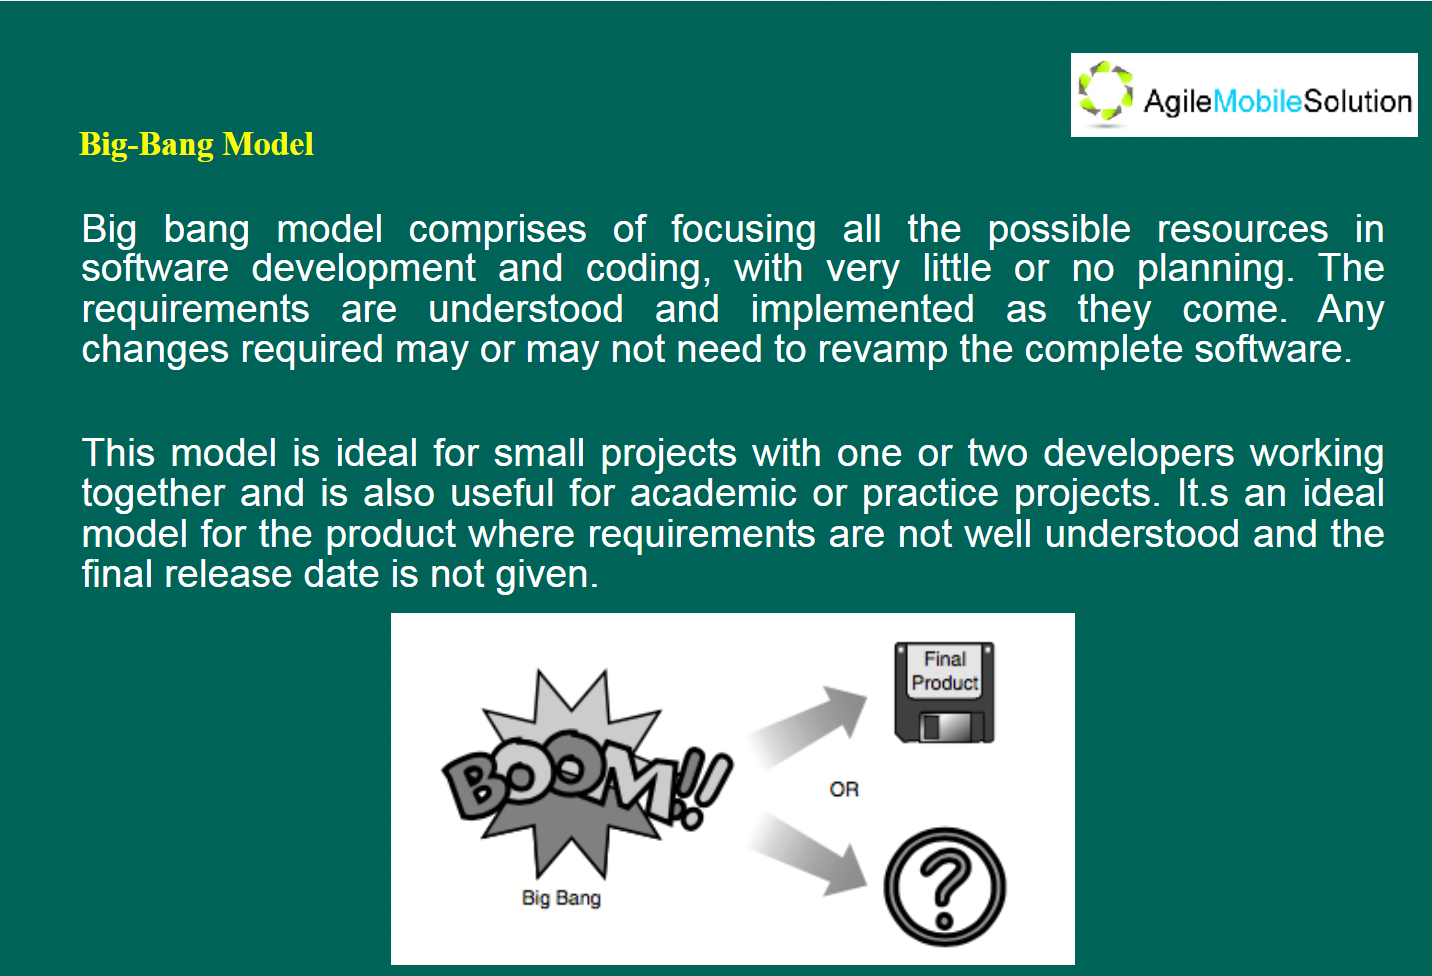 AgileMobileSolution
Big-Bang Model
Big bang model comprises of focusing all the possible resources in
software development and coding, with very little or no planning. The
requirements are understood and implemented as they come. Any
changes required may or may not need to revamp the complete software.
This model is ideal for small projects with one or two developers working
together and is also useful for academic or practice projects. It.s an ideal
model for the product where requirements are not well understood and the
final release date is not given.
Final
Product
BOOM!!
OR
?
Big Bang